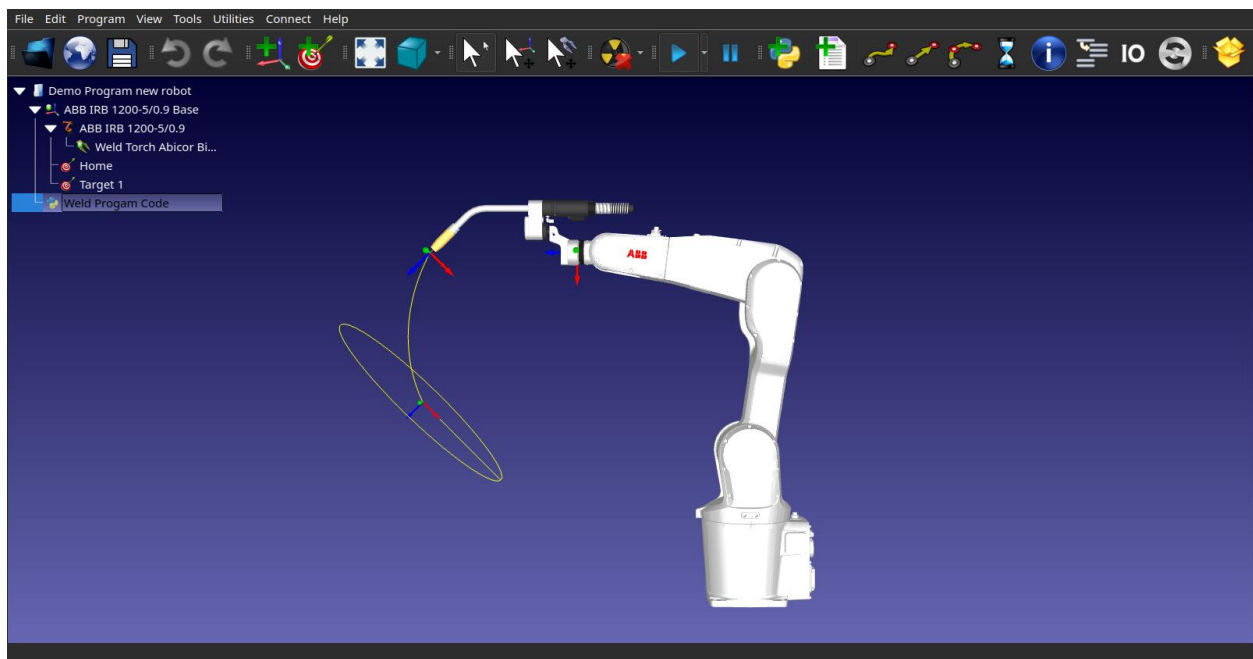 File Edit Program View Tools Utilities Connect Help
IO
Demo Program new robot
ABB IRB 1200-5/0.9 Base
ABB IRB 1200-5/0.9
Weld Torch Abicor Bi...
Home
Target 1
Weld Progam Code
ABB